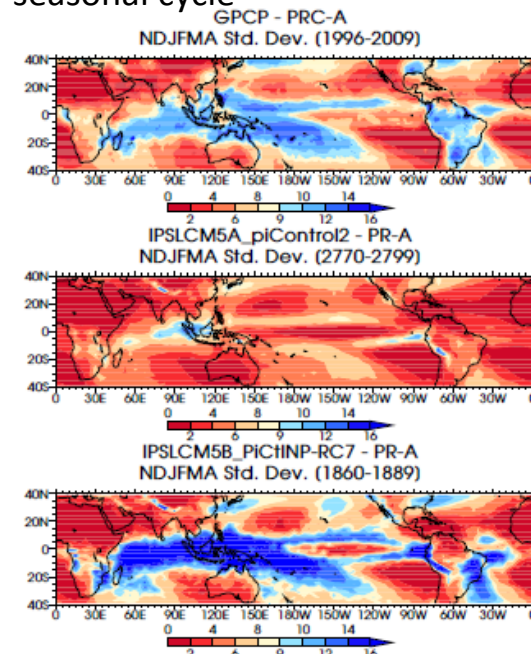 seasonal cycle
GPCP - PRC-A
NDJFMA Std. Dev. (1996-2009)
40N
20N
0
20S
40S
0 30E 60E 90E 120E 150E 180W 150W 120W 90W 60W 30W
2 4 6 8 9 10 12 14 16
IPSLCM5A_piControl2 - PR-A
NDJFMA Std. Dev. (2770-2799)
40N
20N
0
20S
40S
0 30E 60E 90E 120E 150E 180W 150W 120W 90W 60W 30W
0 2 4 6 8 9 10 12 14 16
IPSLCM5B_PiCtlNP-RC7 - PR-A
NDJFMA Std. Dev. (1860-1889)
40N
20N
0
20S
40S
0 30E 60E 90E 120E 150E 180W 150W 120W 90W 60W 30W
0 2 4 6 8 9 10 12 14 16